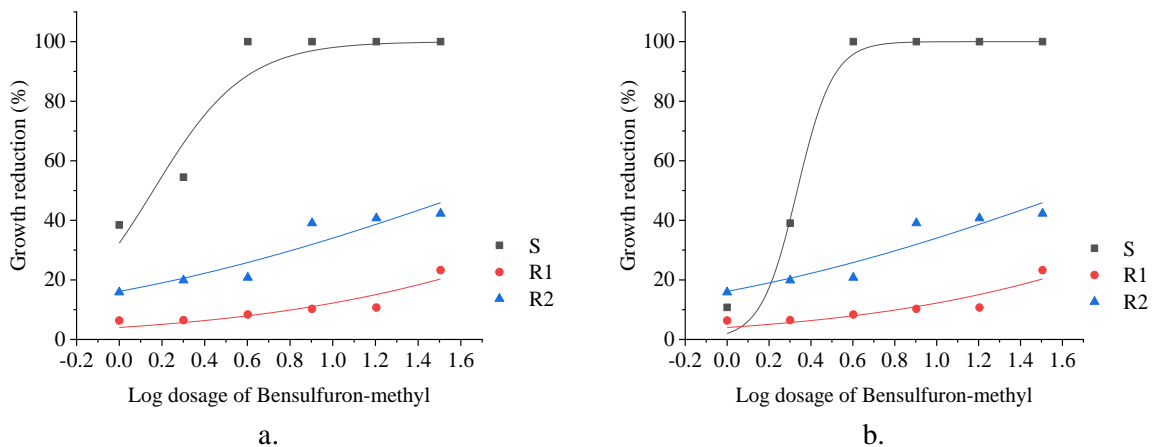 100
80
60
40
20
0
Growth reduction (%)
-0.2 0.0 0.2 0.4 0.6 0.8 1.0 1.2 1.4 1.6
Log dosage of Bensulfuron-methyl
S
R1
R2
a.
100
80
60
40
20
0
Growth reduction (%)
-0.2 0.0 0.2 0.4 0.6 0.8 1.0 1.2 1.4 1.6
Log dosage of Bensulfuron-methyl
S
R1
R2
b.